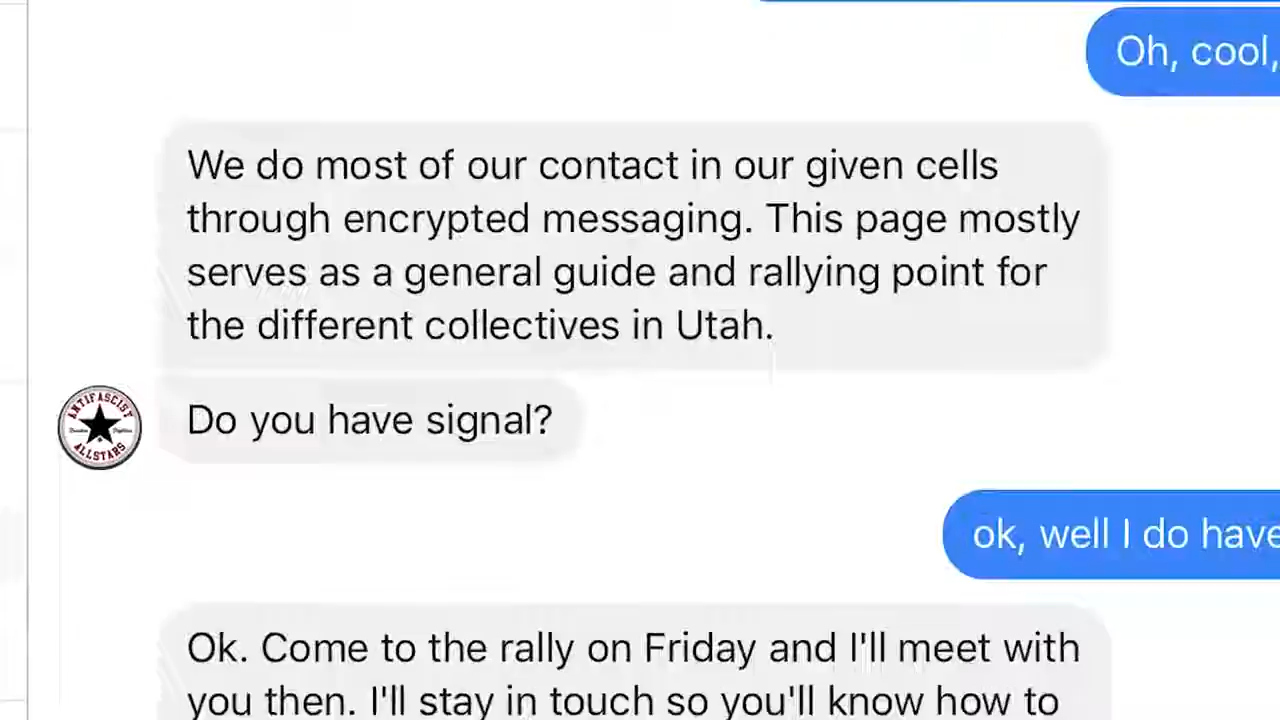 Oh, cool,
We do most of our contact in our given cells
through encrypted messaging. This page mostly
serves as a general guide and rallying point for
the different collectives in Utah.
ANTIFASCIST
ALLSTARS
Do you have signal?
ok, well I do have
Ok. Come to the rally on Friday and I'll meet with
you then. I'll stay in touch so you'll know how to